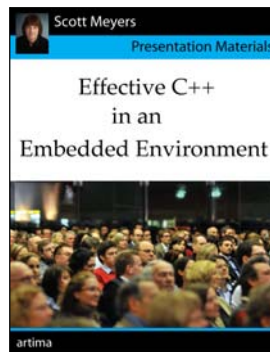 Scott Meyers
Presentation Materials
Effective C++
in an
Embedded Environment
artima